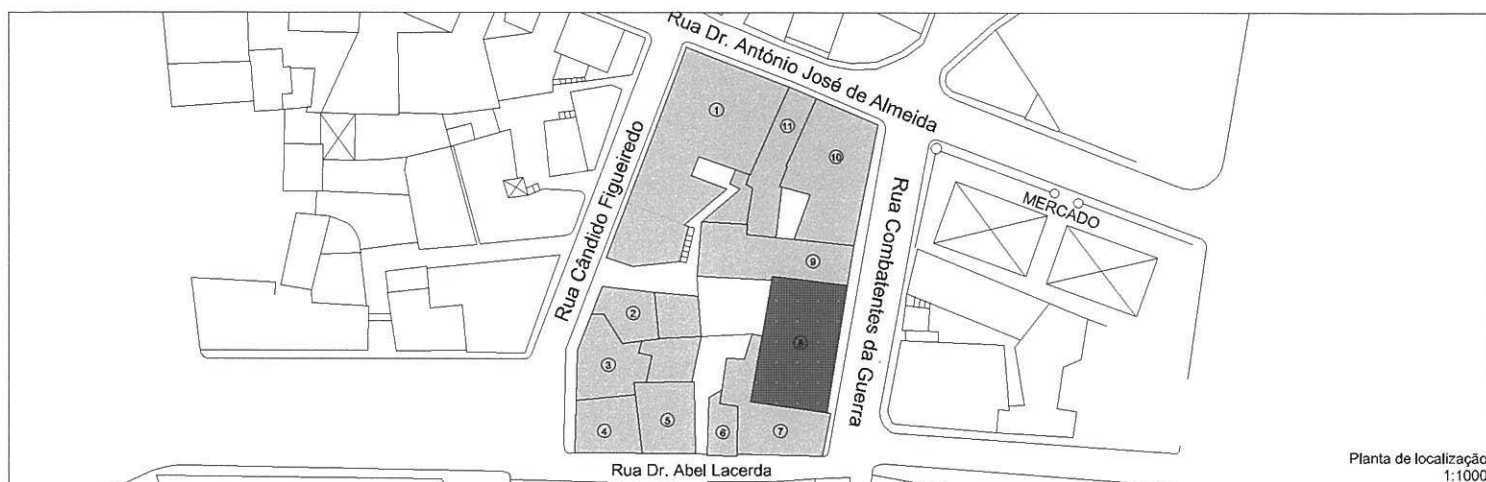 Rua Dr. António José de Almeida
1
11
10
Rua Cândido Figueiredo
Rua Combatentes da Guerra
MERCADO
9
2
8
3
4
5
6
7
Rua Dr. Abel Lacerda
Planta de localização
1:1000